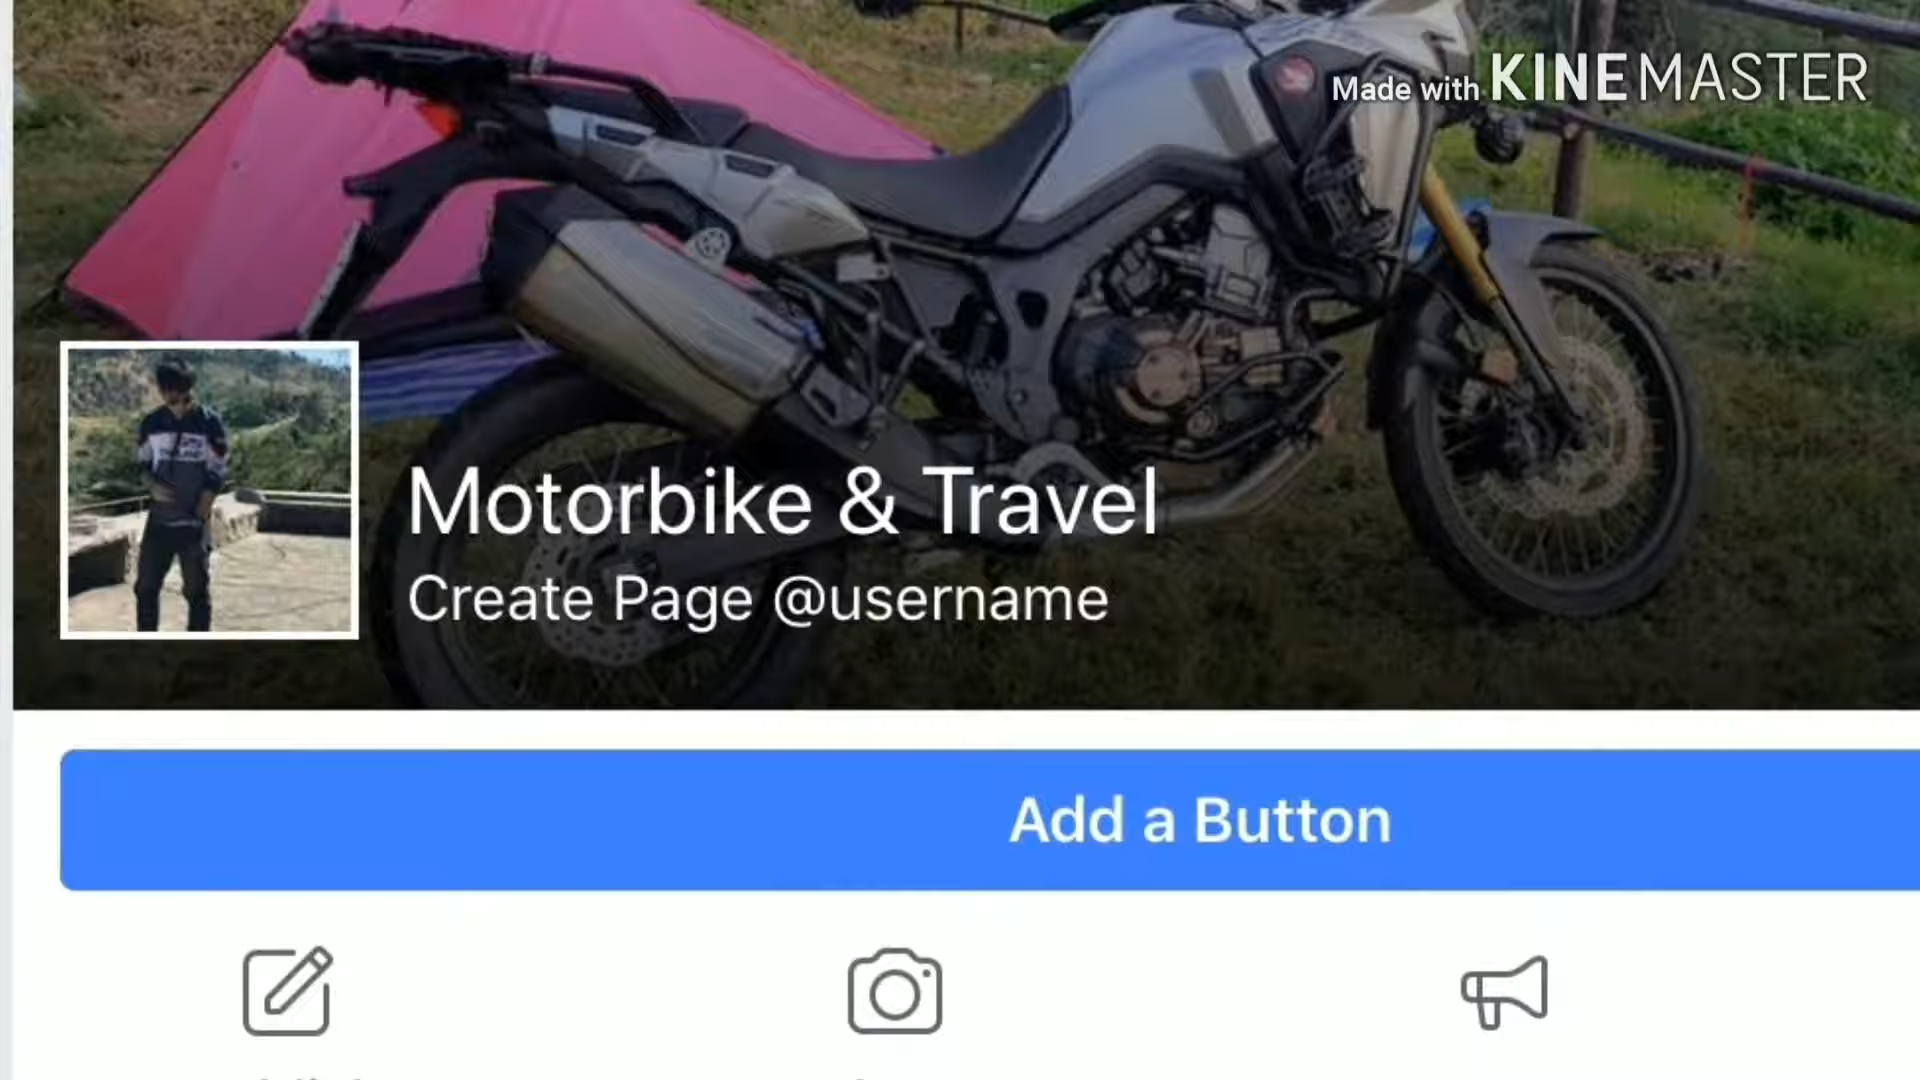 Made with KINEMASTER
Motorbike & Travel
Create Page @username
Add a Button